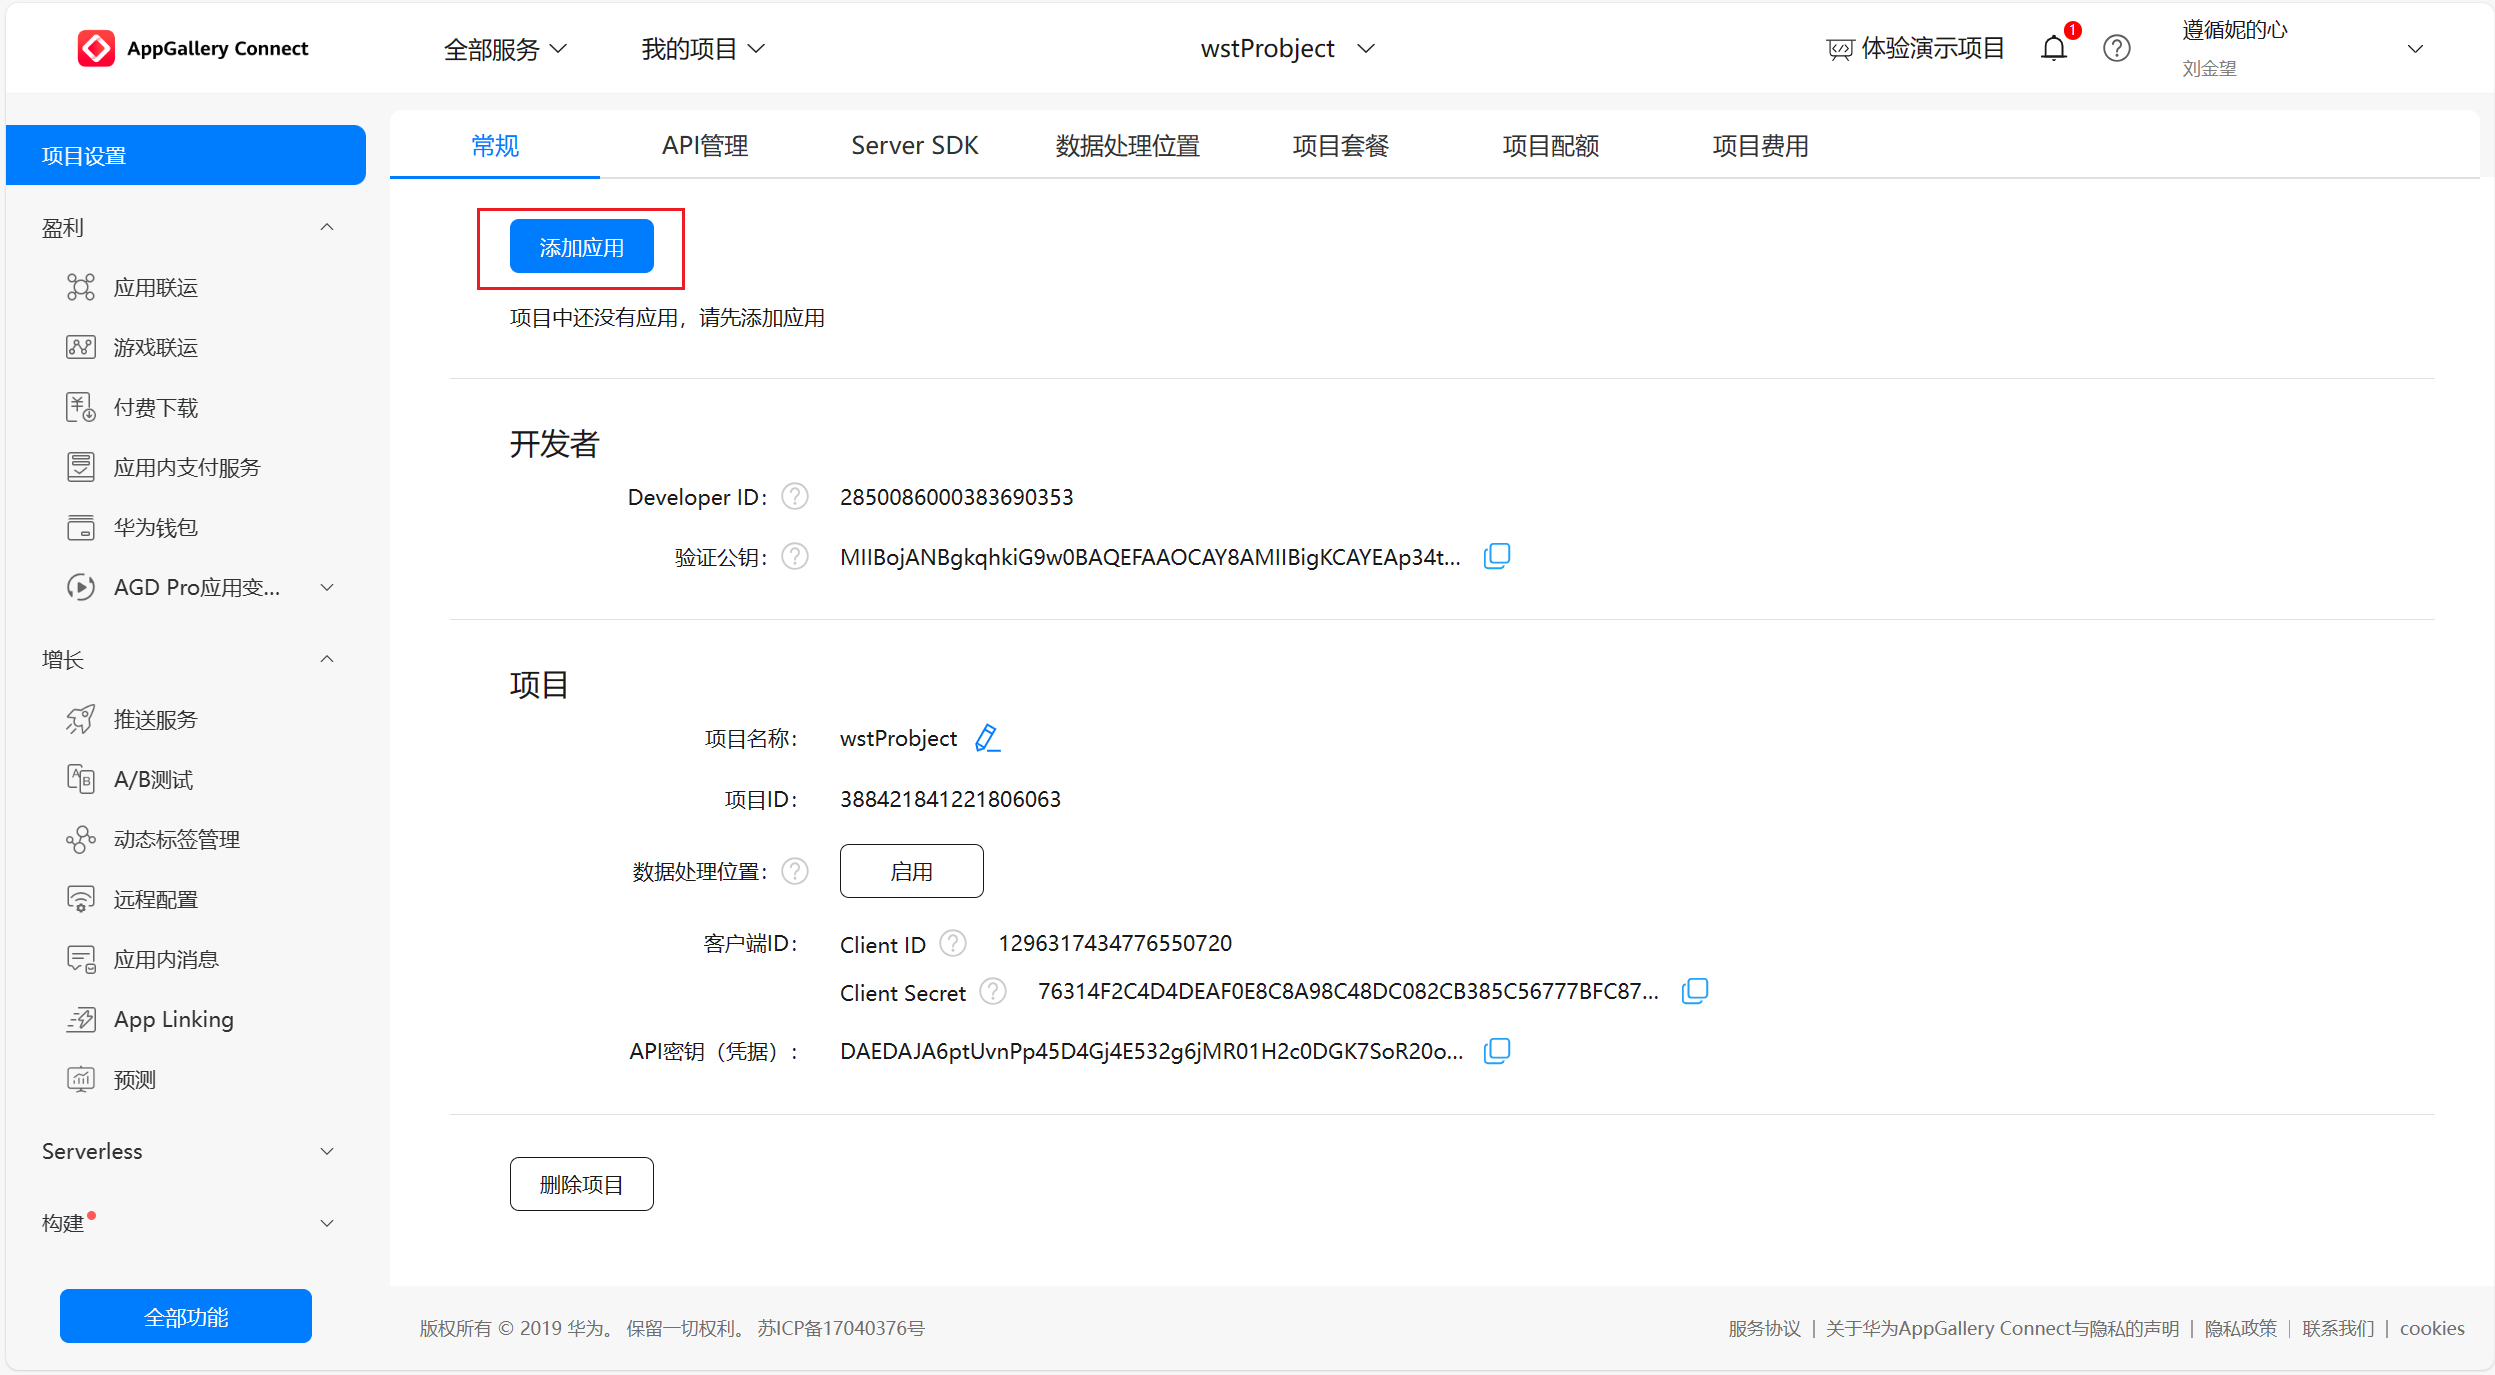 AppGallery Connect
全部服务
我的项目
wstProbject
体验演示项目
1
遵循妮的心
刘金望
项目设置
盈利
应用联运
游戏联运
付费下载
应用内支付服务
华为钱包
AGD Pro应用变...
增长
推送服务
A/B测试
动态标签管理
远程配置
应用内消息
App Linking
预测
Serverless
构建
全部功能
常规 API管理 Server SDK 数据处理位置 项目套餐 项目配额 项目费用
添加应用
项目中还没有应用，请先添加应用
开发者
Developer ID： 2850086000383690353
验证公钥： MIIBojANBgkqhkiG9w0BAQEFAAOCAY8AMIIBigKCAYEAp34t...
项目
项目名称： wstProbject
项目ID： 388421841221806063
数据处理位置： 启用
客户端ID： Client ID 1296317434776550720
Client Secret 76314F2C4D4DEAF0E8C8A98C48DC082CB385C56777BFC87...
API密钥（凭据）： DAEDAJA6ptUvnPp45D4Gj4E532g6jMR01H2c0DGK7SoR20o...
删除项目
版权所有 © 2019 华为。 保留一切权利。 苏ICP备17040376号
服务协议 | 关于华为AppGallery Connect与隐私的声明 | 隐私政策 | 联系我们 | cookies